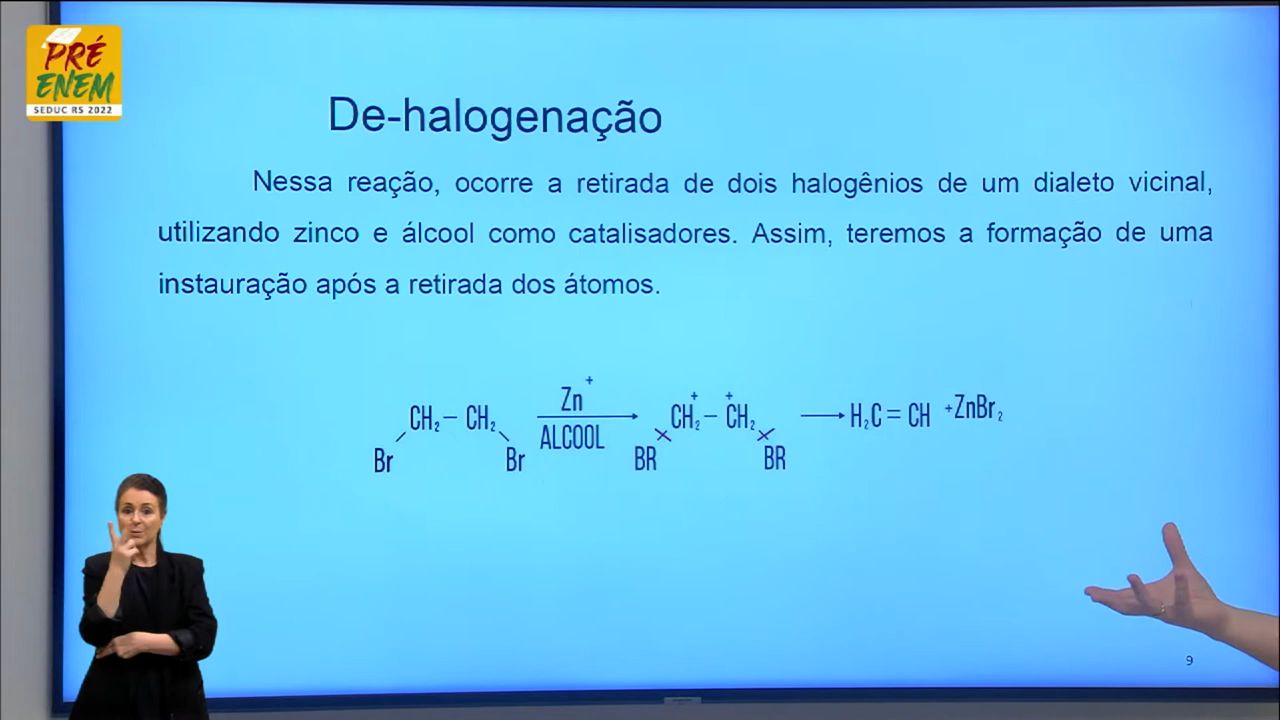 PRÉ
ENEM
SEDUC RS 2022
De-halogenação
Nessa reação, ocorre a retirada de dois halogênios de um dialeto vicinal,
utilizando zinco e álcool como catalisadores. Assim, teremos a formação de uma
instauração após a retirada dos átomos.
CH₂ – CH₂
Br Br
Zn⁺
ALCOOL
CH₂⁺ – CH₂⁺
BR BR
H₂C = CH + ZnBr₂
9